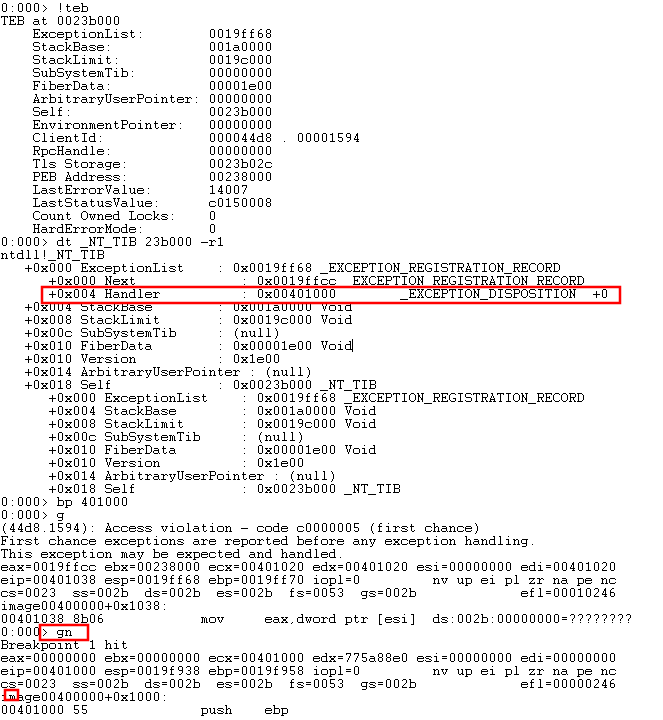 0:000> !teb
TEB at 0023b000
ExceptionList: 0019ff68
StackBase: 001a0000
StackLimit: 0019c000
SubSystemTib: 00000000
FiberData: 00001e00
ArbitraryUserPointer: 00000000
Self: 0023b000
EnvironmentPointer: 00000000
ClientId: 000044d8 . 00001594
RpcHandle: 00000000
Tls Storage: 0023b02c
PEB Address: 00238000
LastErrorValue: 14007
LastStatusValue: c0150008
Count Owned Locks: 0
HardErrorMode: 0
0:000> dt _NT_TIB 23b000 -r1
ntdll!_NT_TIB
+0x000 ExceptionList : 0x0019ff68 _EXCEPTION_REGISTRATION_RECORD
+0x000 Next : 0x0019ffcc _EXCEPTION_REGISTRATION_RECORD
+0x004 Handler : 0x00401000 _EXCEPTION_DISPOSITION +0
+0x004 StackBase : 0x001a0000 Void
+0x008 StackLimit : 0x0019c000 Void
+0x00c SubSystemTib : (null)
+0x010 FiberData : 0x00001e00 Void
+0x010 Version : 0x1e00
+0x014 ArbitraryUserPointer : (null)
+0x018 Self : 0x0023b000 _NT_TIB
+0x000 ExceptionList : 0x0019ff68 _EXCEPTION_REGISTRATION_RECORD
+0x004 StackBase : 0x001a0000 Void
+0x008 StackLimit : 0x0019c000 Void
+0x00c SubSystemTib : (null)
+0x010 FiberData : 0x00001e00 Void
+0x010 Version : 0x1e00
+0x014 ArbitraryUserPointer : (null)
+0x018 Self : 0x0023b000 _NT_TIB
0:000> bp 401000
0:000> g
(44d8.1594): Access violation - code c0000005 (first chance)
First chance exceptions are reported before any exception handling.
This exception may be expected and handled.
eax=0019ffcc ebx=00238000 ecx=00401020 edx=00401020 esi=00000000 edi=00401020
eip=00401038 esp=0019ff68 ebp=0019ff70 iopl=0 nv up ei pl zr na pe nc
cs=0023 ss=002b ds=002b es=002b fs=0053 gs=002b efl=00010246
image00400000+0x1038:
00401038 8b06 mov eax,dword ptr [esi] ds:002b:00000000=????????
0:000> gn
Breakpoint 1 hit
eax=00000000 ebx=00000000 ecx=00401000 edx=775a88e0 esi=00000000 edi=00000000
eip=00401000 esp=0019f938 ebp=0019f958 iopl=0 nv up ei pl zr na pe nc
cs=0023 ss=002b ds=002b es=002b fs=0053 gs=002b efl=00000246
image00400000+0x1000:
00401000 55 push ebp